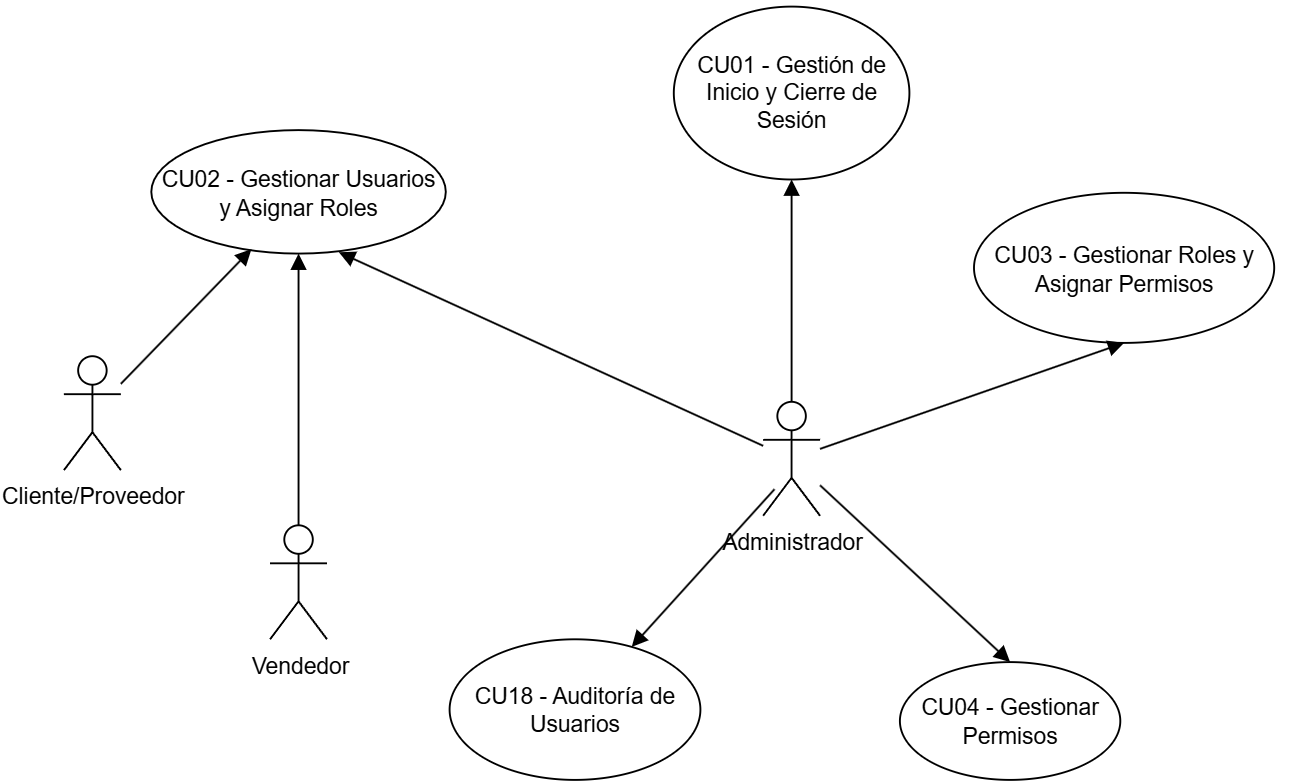 CU01 - Gestión de
Inicio y Cierre de
Sesión
CU02 - Gestionar Usuarios
y Asignar Roles
CU03 - Gestionar Roles y
Asignar Permisos
Cliente/Proveedor
Administrador
Vendedor
CU18 - Auditoría de
Usuarios
CU04 - Gestionar
Permisos